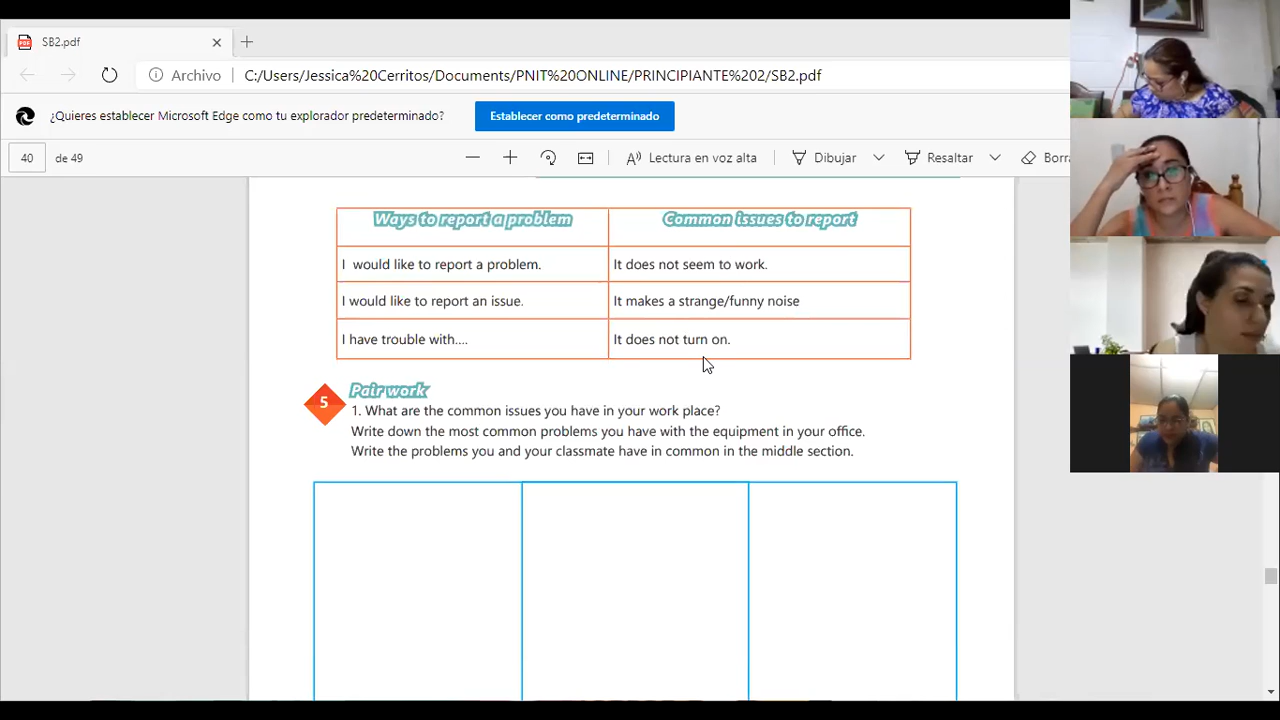 SB2.pdf
Archivo C:/Users/Jessica%20Cerritos/Documents/PNIT%20ONLINE/PRINCIPIANTE%202/SB2.pdf
¿Quieres establecer Microsoft Edge como tu explorador predeterminado? Establecer como predeterminado
40 de 49 Lectura en voz alta Dibujar Resaltar Borra
Ways to report a problem Common issues to report
I would like to report a problem. It does not seem to work.
I would like to report an issue. It makes a strange/funny noise
I have trouble with.... It does not turn on.
5 Pair work
1. What are the common issues you have in your work place?
Write down the most common problems you have with the equipment in your office.
Write the problems you and your classmate have in common in the middle section.